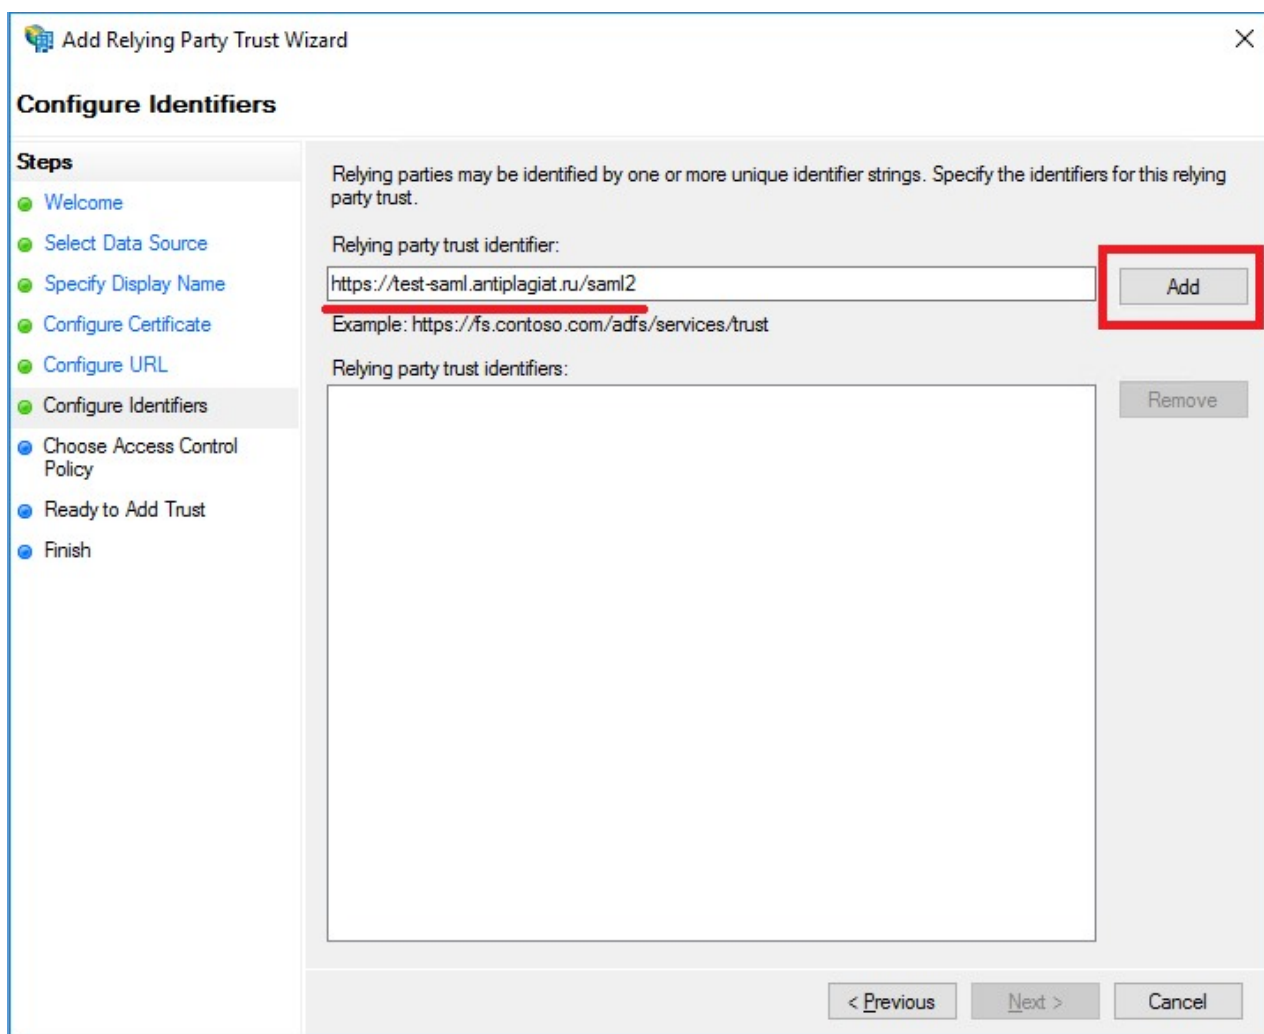 Add Relying Party Trust Wizard
Configure Identifiers
Steps
Welcome
Select Data Source
Specify Display Name
Configure Certificate
Configure URL
Configure Identifiers
Choose Access Control
Policy
Ready to Add Trust
Finish
Relying parties may be identified by one or more unique identifier strings. Specify the identifiers for this relying
party trust.
Relying party trust identifier:
https://test-saml.antiplagiat.ru/saml2
Add
Example: https://fs.contoso.com/adfs/services/trust
Relying party trust identifiers:
Remove
< Previous
Next >
Cancel